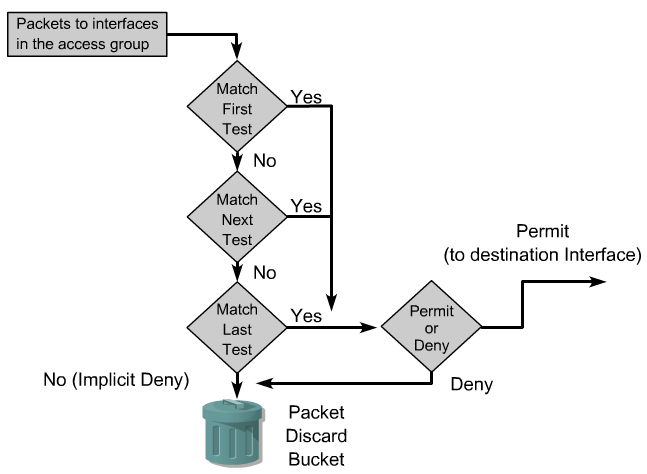 Packets to interfaces
in the access group
Match
First
Test
Yes
No
Match
Next
Test
Yes
No
Match
Last
Test
Yes
Permit
or
Deny
Permit
(to destination Interface)
No (Implicit Deny)
Deny
Packet
Discard
Bucket